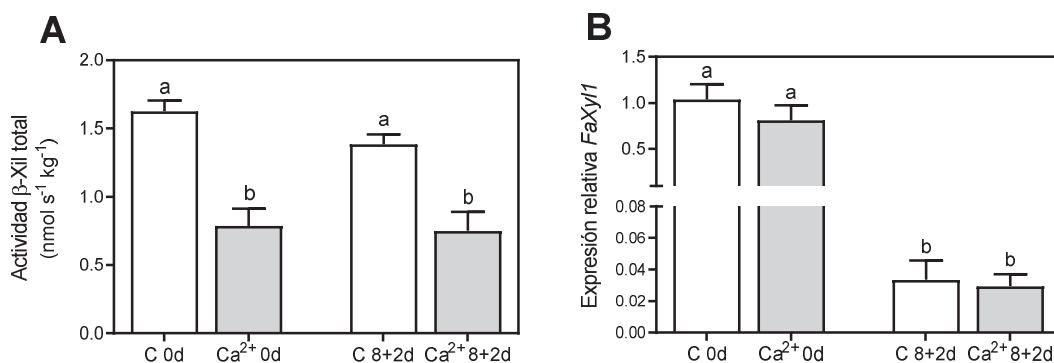 A
Actividad β-Xil total
(nmol s⁻¹ kg⁻¹)
2.0
1.5
1.0
0.5
0.0
a
b
a
b
C 0d
Ca²⁺ 0d
C 8+2d
Ca²⁺ 8+2d
B
Expresión relativa FaXyl1
1.5
1.0
0.5
0.08
0.06
0.04
0.02
0.00
a
a
b
b
C 0d
Ca²⁺ 0d
C 8+2d
Ca²⁺ 8+2d